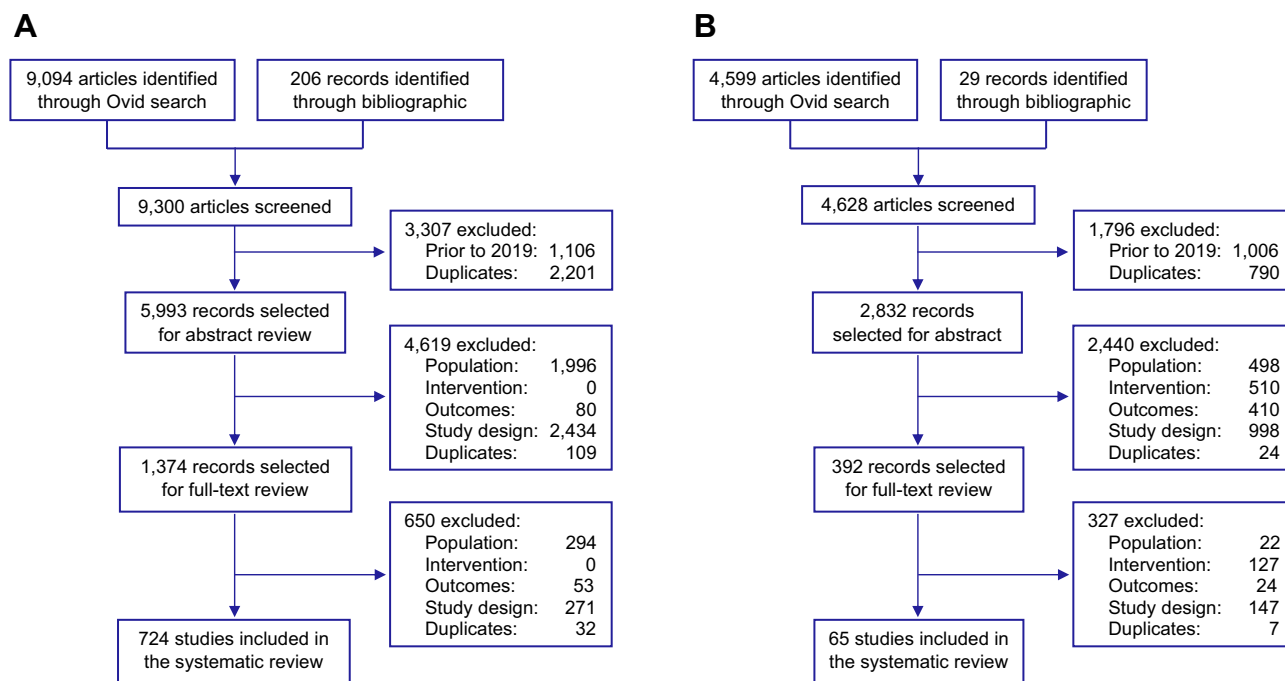 A
9,094 articles identified
through Ovid search
206 records identified
through bibliographic
9,300 articles screened
3,307 excluded:
Prior to 2019: 1,106
Duplicates: 2,201
5,993 records selected
for abstract review
4,619 excluded:
Population: 1,996
Intervention: 0
Outcomes: 80
Study design: 2,434
Duplicates: 109
1,374 records selected
for full-text review
650 excluded:
Population: 294
Intervention: 0
Outcomes: 53
Study design: 271
Duplicates: 32
724 studies included in
the systematic review
B
4,599 articles identified
through Ovid search
29 records identified
through bibliographic
4,628 articles screened
1,796 excluded:
Prior to 2019: 1,006
Duplicates: 790
2,832 records
selected for abstract
2,440 excluded:
Population: 498
Intervention: 510
Outcomes: 410
Study design: 998
Duplicates: 24
392 records selected
for full-text review
327 excluded:
Population: 22
Intervention: 127
Outcomes: 24
Study design: 147
Duplicates: 7
65 studies included in
the systematic review